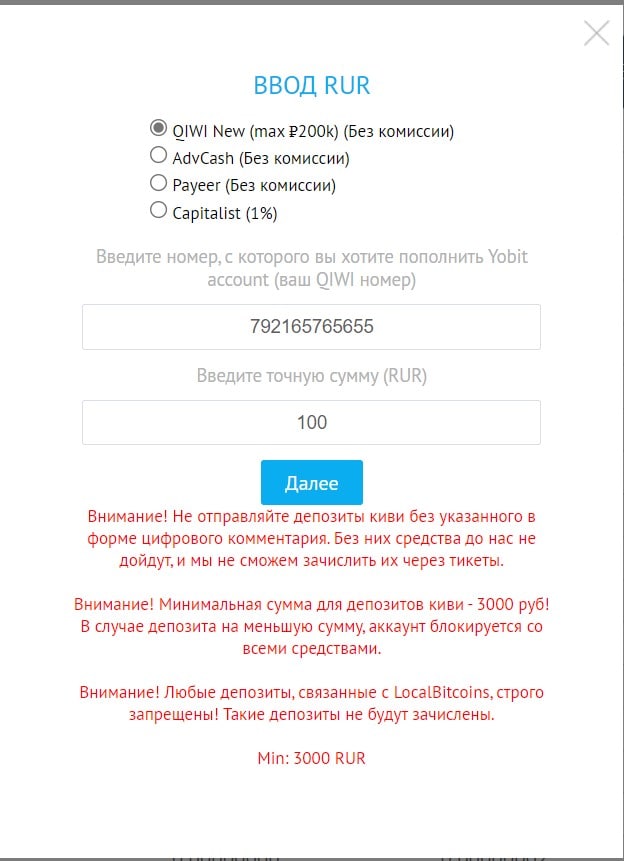 ВВОД RUR
QIWI New (max ₽200k) (Без комиссии)
AdvCash (Без комиссии)
Payeer (Без комиссии)
Capitalist (1%)
Введите номер, с которого вы хотите пополнить Yobit
account (ваш QIWI номер)
792165765655
Введите точную сумму (RUR)
100
Далее
Внимание! Не отправляйте депозиты киви без указанного в
форме цифрового комментария. Без них средства до нас не
дойдут, и мы не сможем зачислить их через тикеты.
Внимание! Минимальная сумма для депозитов киви - 3000 руб!
В случае депозита на меньшую сумму, аккаунт блокируется со
всеми средствами.
Внимание! Любые депозиты, связанные с LocalBitcoins, строго
запрещены! Такие депозиты не будут зачислены.
Min: 3000 RUR